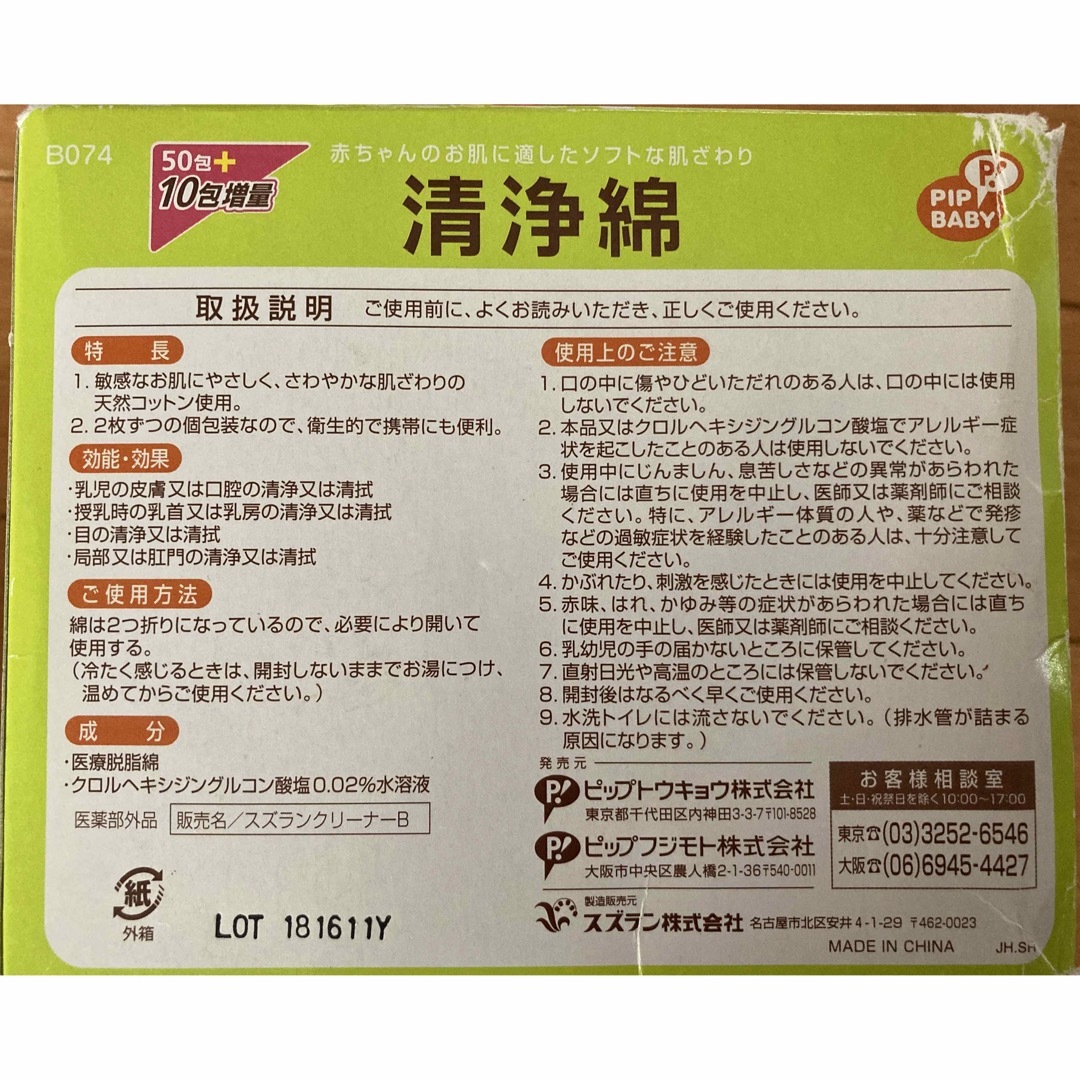 B074
50包+
10包増量
赤ちゃんのお肌に適したソフトな肌ざわり
清浄綿
P!
PIP
BABY
取扱説明 ご使用前に、よくお読みいただき、正しくご使用ください。
特 長
1. 敏感なお肌にやさしく、さわやかな肌ざわりの
天然コットン使用。
2. 2枚ずつの個包装なので、衛生的で携帯にも便利。
効能・効果
・乳児の皮膚又は口腔の清浄又は清拭
・授乳時の乳首又は乳房の清浄又は清拭
・目の清浄又は清拭
・局部又は肛門の清浄又は清拭
ご使用方法
綿は2つ折りになっているので、必要により開いて
使用する。
(冷たく感じるときは、開封しないままでお湯につけ、
温めてからご使用ください。)
成 分
・医療脱脂綿
・クロルヘキシジングルコン酸塩0.02%水溶液
医薬部外品 販売名/スズランクリーナーB
紙
外箱
LOT 181611Y
使用上のご注意
1. 口の中に傷やひどいただれのある人は、口の中には使用
しないでください。
2. 本品又はクロルヘキシジングルコン酸塩でアレルギー症
状を起こしたことのある人は使用しないでください。
3. 使用中にじんましん、息苦しさなどの異常があらわれた
場合には直ちに使用を中止し、医師又は薬剤師にご相談
ください。特に、アレルギー体質の人や、薬などで発疹
などの過敏症状を経験したことのある人は、十分注意して
ご使用ください。
4. かぶれたり、刺激を感じたときには使用を中止してください。
5. 赤味、はれ、かゆみ等の症状があらわれた場合には直ち
に使用を中止し、医師又は薬剤師にご相談ください。
6. 乳幼児の手の届かないところに保管してください。
7. 直射日光や高温のところには保管しないでください。
8. 開封後はなるべく早くご使用ください。
9. 水洗トイレには流さないでください。(排水管が詰まる
原因になります。)
発売元
P! ピップトウキョウ株式会社
東京都千代田区内神田3-3-7〒101-8528
P! ピップフジモト株式会社
大阪市中央区農人橋2-1-36〒540-0011
お客様相談室
土・日・祝祭日を除く10:00~17:00
東京☎(03)3252-6546
大阪☎(06)6945-4427
製造販売元
スズラン株式会社 名古屋市北区安井4-1-29 〒462-0023
MADE IN CHINA JH.SH